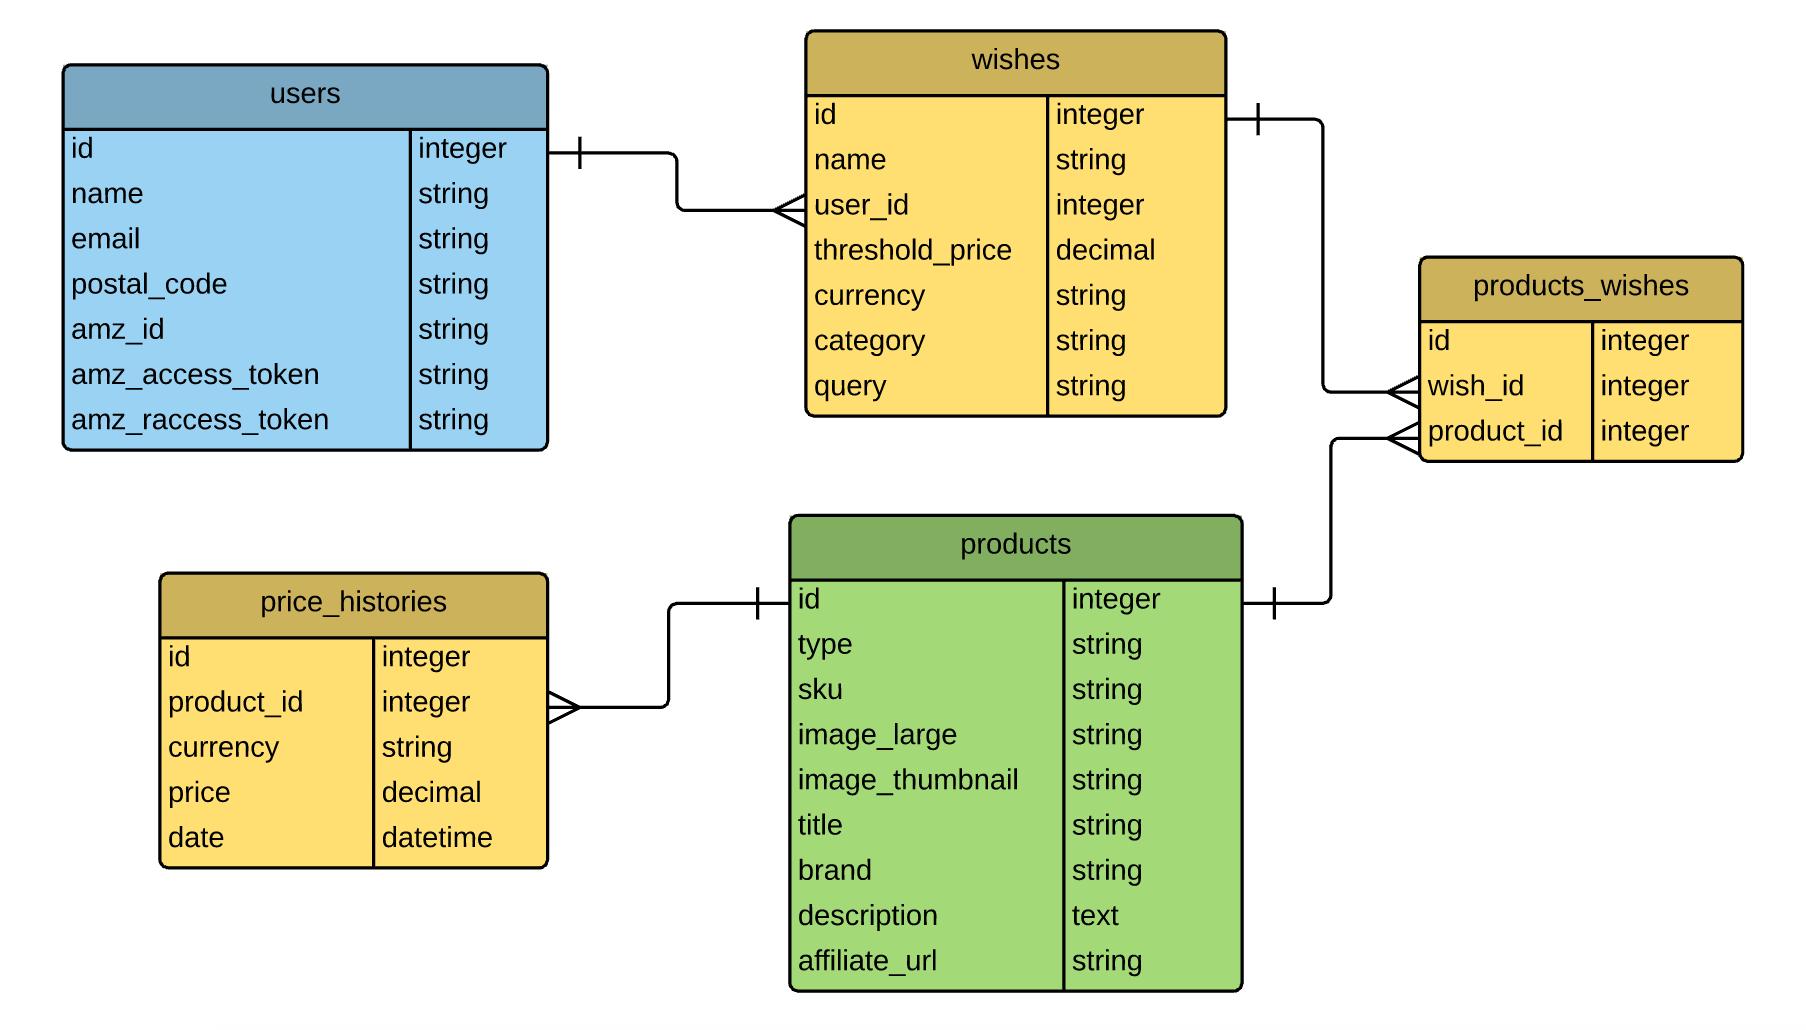 users
id integer
name string
email string
postal_code string
amz_id string
amz_access_token string
amz_raccess_token string
wishes
id integer
name string
user_id integer
threshold_price decimal
currency string
category string
query string
products_wishes
id integer
wish_id integer
product_id integer
price_histories
id integer
product_id integer
currency string
price decimal
date datetime
products
id integer
type string
sku string
image_large string
image_thumbnail string
title string
brand string
description text
affiliate_url string